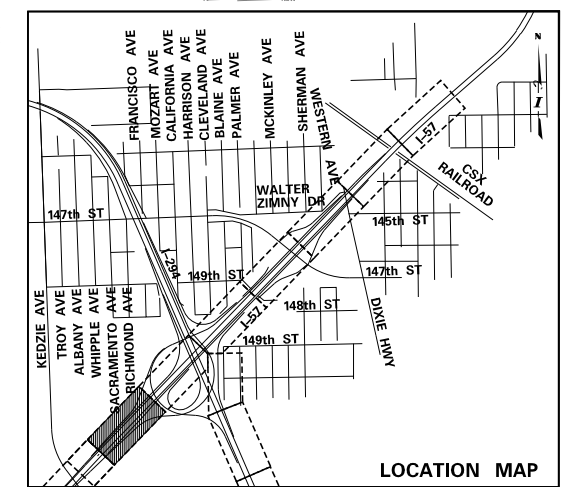 FRANCISCO AVE
MOZART AVE
CALIFORNIA AVE
HARRISON AVE
CLEVELAND AVE
BLAINE AVE
PALMER AVE
MCKINLEY AVE
SHERMAN AVE
WESTERN AVE
N
I-57
CSX
RAILROAD
WALTER
ZIMNY DR
147th ST
145th ST
I-294
149th ST
147th ST
148th ST
I-57
149th ST
DIXIE HWY
KEDZIE AVE
TROY AVE
ALBANY AVE
WHIPPLE AVE
SACRAMENTO AVE
RICHMOND AVE
LOCATION MAP